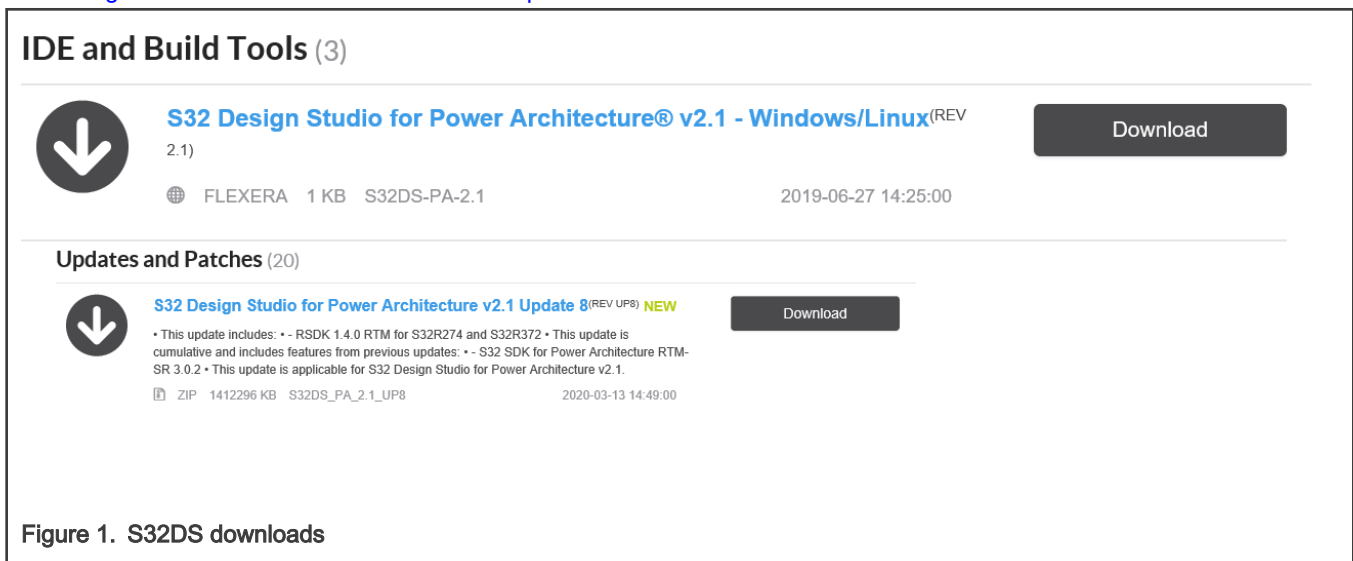 IDE and Build Tools (3)
S32 Design Studio for Power Architecture® v2.1 - Windows/Linux(REV
2.1)
Download
FLEXERA 1 KB S32DS-PA-2.1 2019-06-27 14:25:00
Updates and Patches (20)
S32 Design Studio for Power Architecture v2.1 Update 8(REV UP8) NEW
Download
• This update includes: • - RSDK 1.4.0 RTM for S32R274 and S32R372 • This update is
cumulative and includes features from previous updates: • - S32 SDK for Power Architecture RTM-
SR 3.0.2 • This update is applicable for S32 Design Studio for Power Architecture v2.1.
ZIP 1412296 KB S32DS_PA_2.1_UP8 2020-03-13 14:49:00
Figure 1. S32DS downloads